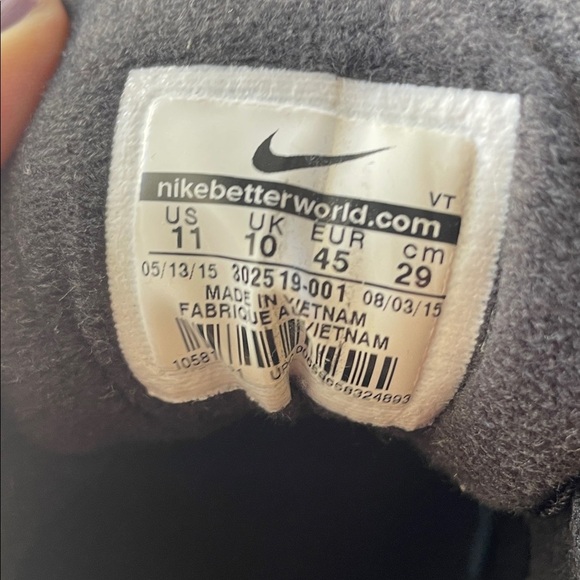 VT
nikebetterworld.com
US UK EUR cm
11 10 45 29
05/13/15 302519-001 08/03/15
MADE IN VIETNAM
FABRIQUE VIETNAM